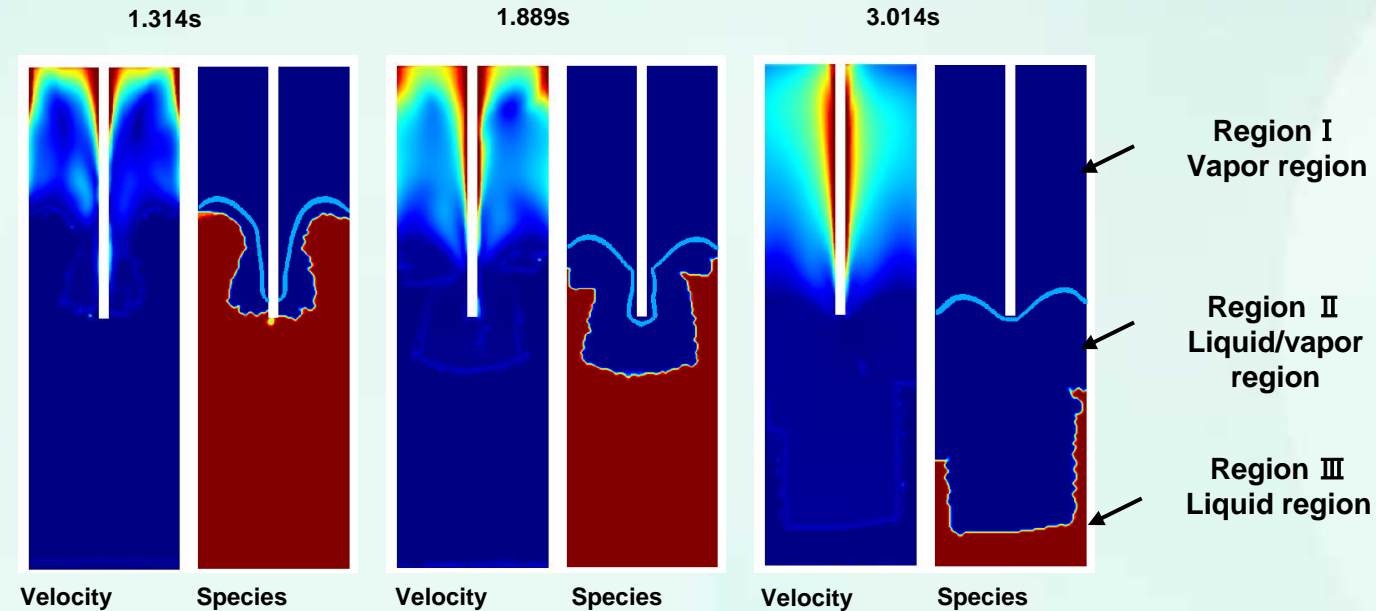 1.314s
1.889s
3.014s
Region Ⅰ
Vapor region
Region Ⅱ
Liquid/vapor
region
Region Ⅲ
Liquid region
Velocity
Species
Velocity
Species
Velocity
Species